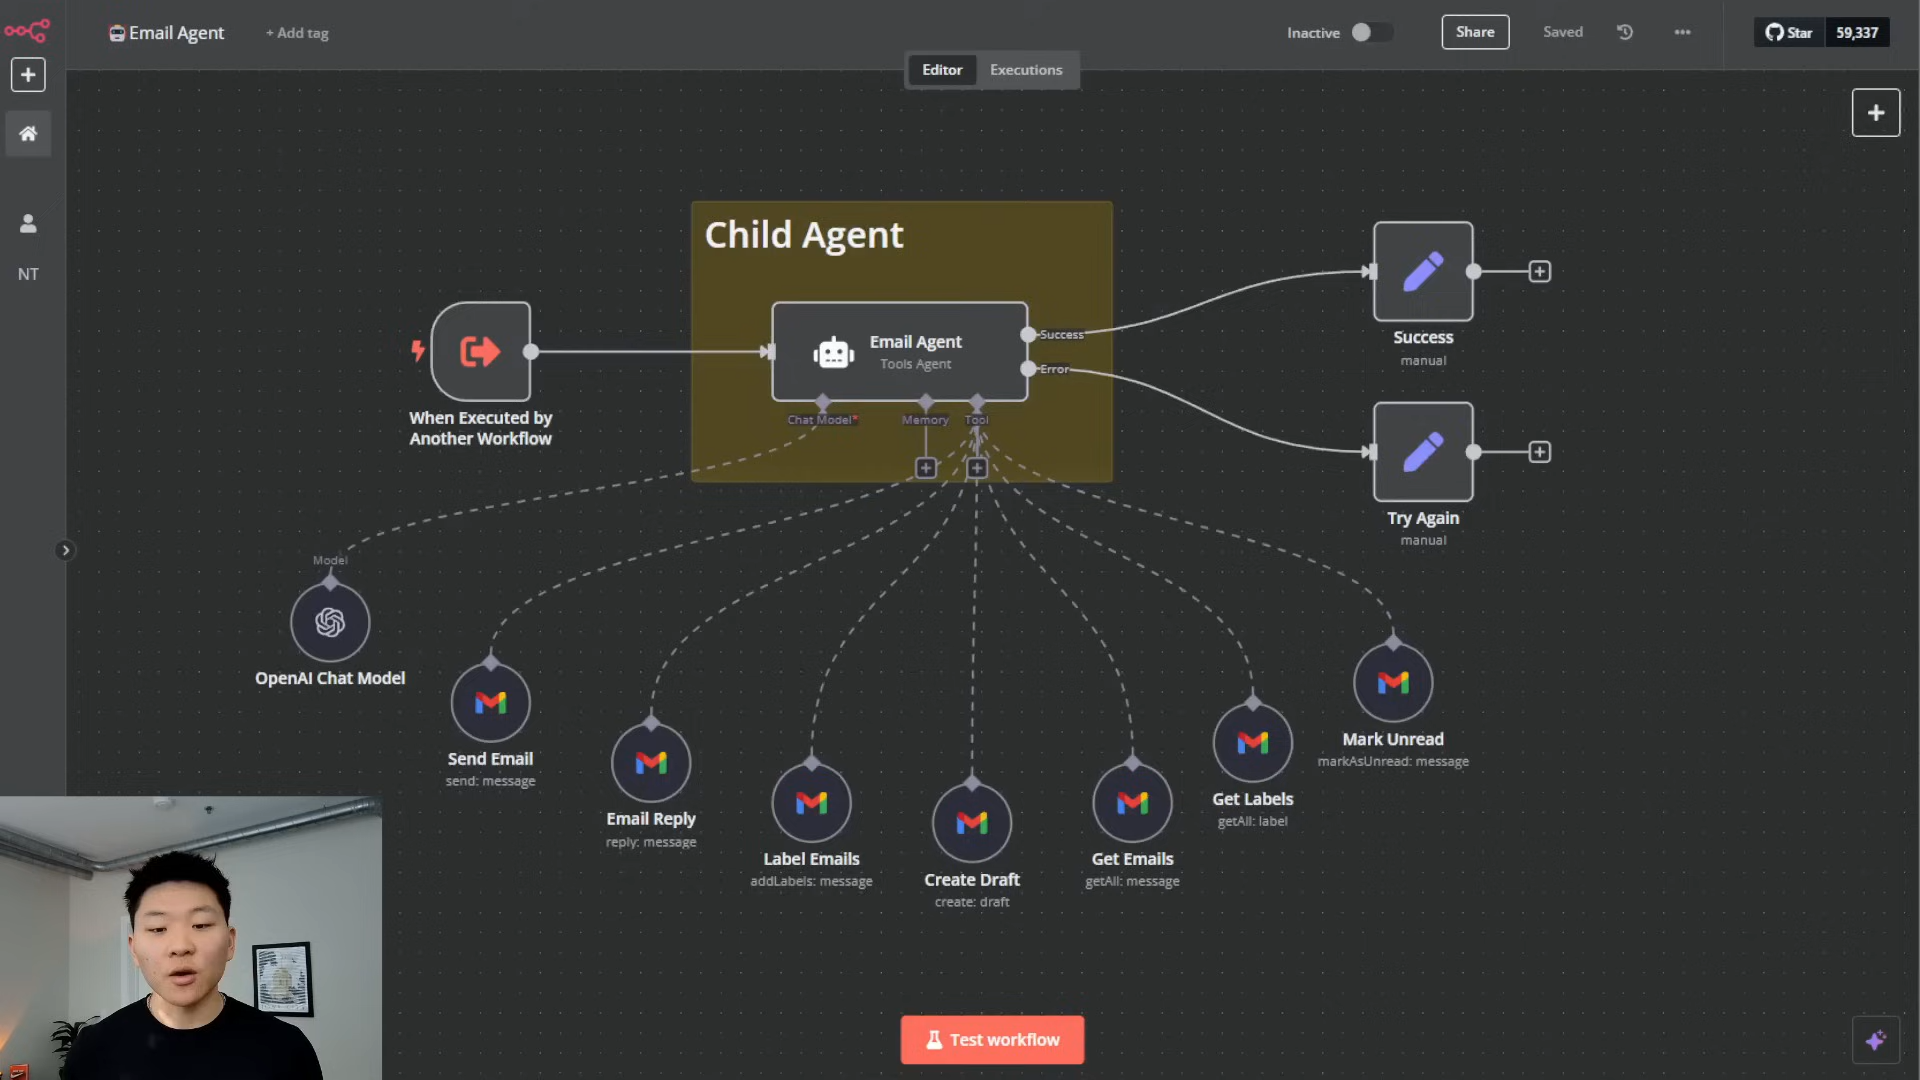 Email Agent
+ Add tag
Inactive
Share
Saved
Star
59,337
Editor
Executions
NT
Child Agent
Email Agent
Tools Agent
Success
Error
Chat Model*
Memory
Tool
When Executed by
Another Workflow
Success
manual
Try Again
manual
Model
OpenAI Chat Model
Send Email
send: message
Email Reply
reply: message
Label Emails
addLabels: message
Create Draft
create: draft
Get Emails
getAll: message
Get Labels
getAll: label
Mark Unread
markAsUnread: message
Test workflow